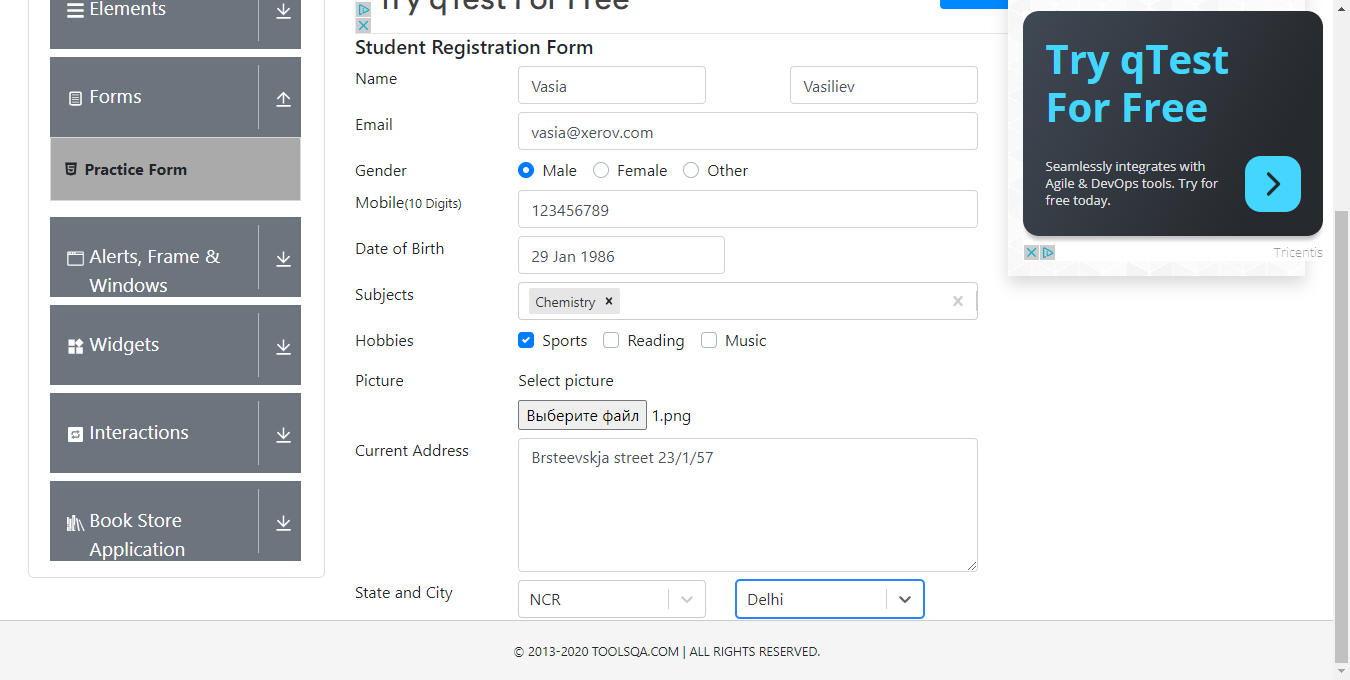 Elements
Forms
Practice Form
Alerts, Frame &
Windows
Widgets
Interactions
Book Store
Application
Try qTest For Free
Student Registration Form
Name Vasia Vasiliev
Email vasia@xerov.com
Gender Male Female Other
Mobile(10 Digits) 123456789
Date of Birth 29 Jan 1986
Subjects Chemistry
Hobbies Sports Reading Music
Picture Select picture
Выберите файл 1.png
Current Address Brsteevskja street 23/1/57
State and City NCR Delhi
Try qTest
For Free
Seamlessly integrates with
Agile & DevOps tools. Try for
free today.
Tricentis
© 2013-2020 TOOLSQA.COM | ALL RIGHTS RESERVED.